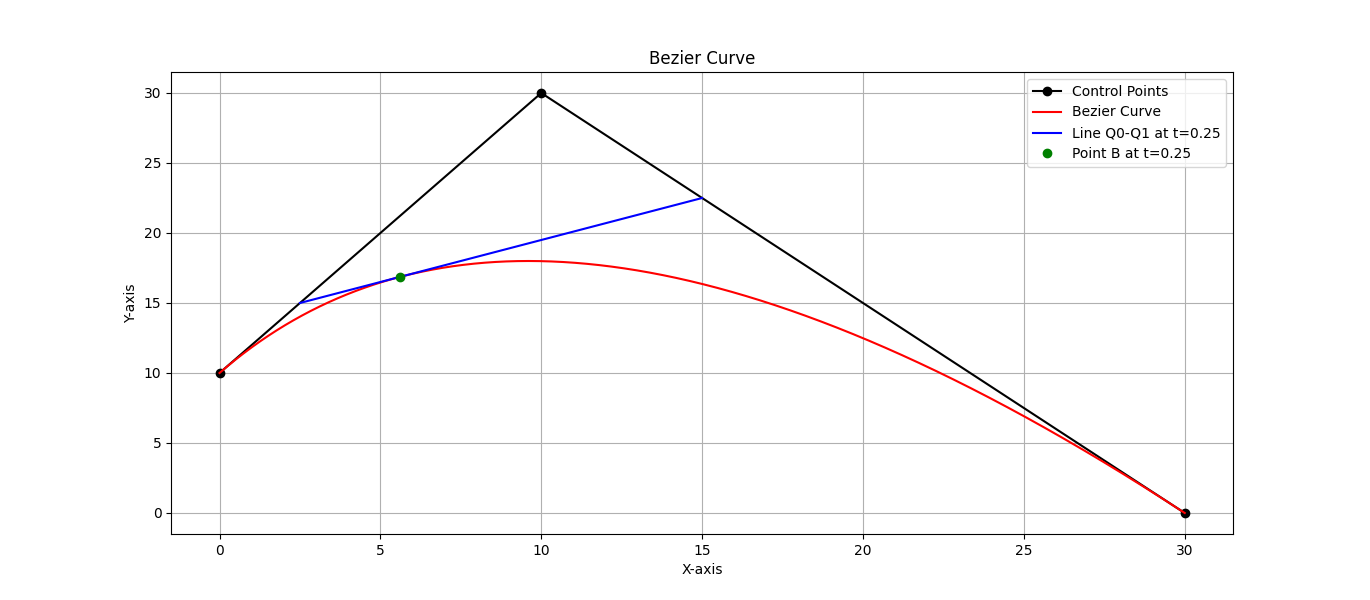 Bezier Curve
Control Points
Bezier Curve
Line Q0-Q1 at t=0.25
Point B at t=0.25
Y-axis
30
25
20
15
10
5
0
0 5 10 15 20 25 30
X-axis